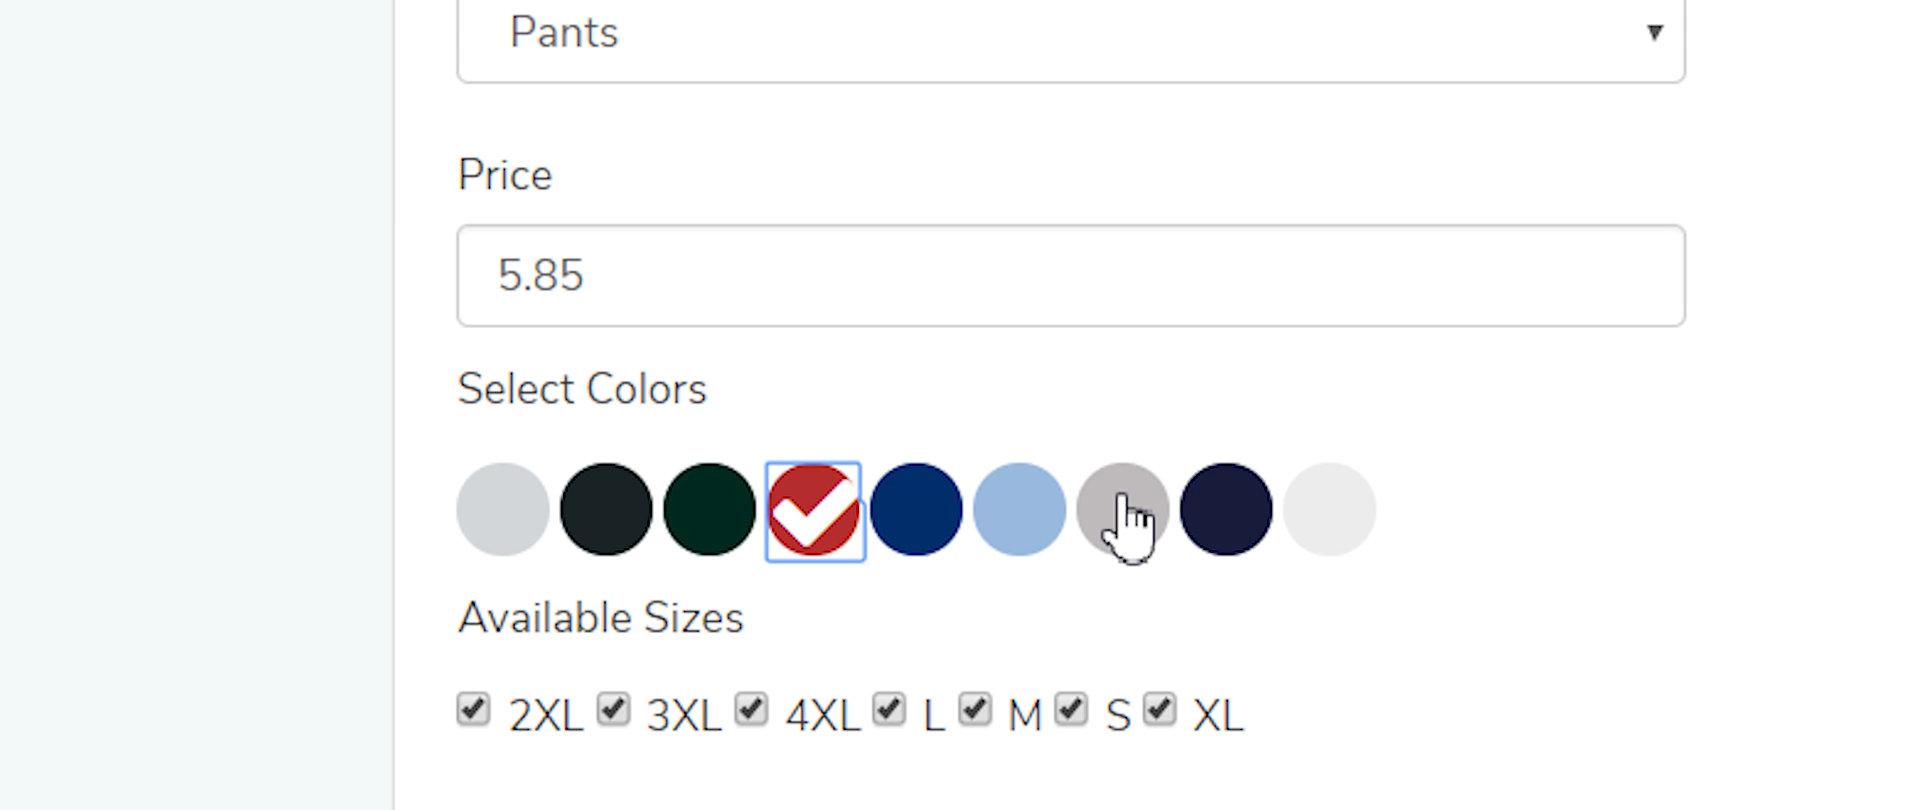 Pants
Price
5.85
Select Colors
Available Sizes
2XL 3XL 4XL L M S XL